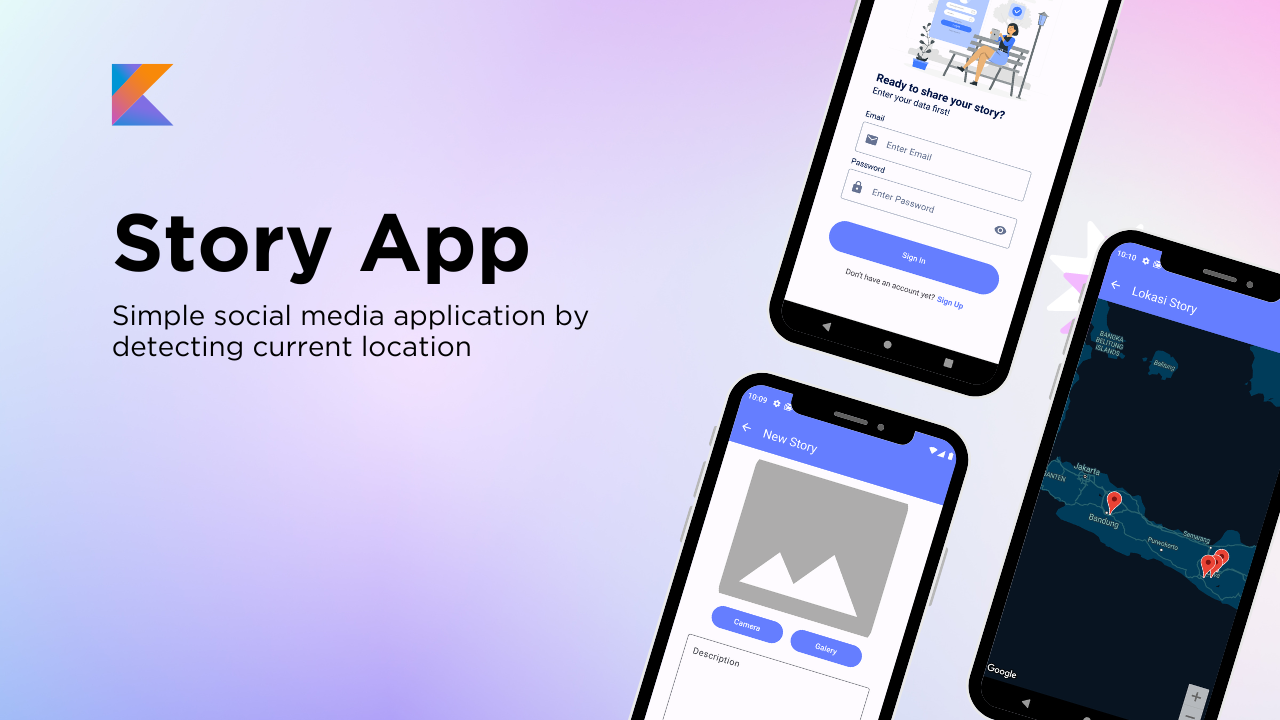 Story App
Simple social media application by
detecting current location
Ready to share your story?
Enter your data first!
Email
Enter Email
Password
Enter Password
Sign In
Don't have an account yet? Sign Up
10:09
New Story
Camera
Galery
Description
10:10
Lokasi Story
BANGKA
BELITUNG
ISLANDS
Belitung
Jakarta
ANTEN
Bandung
Semarang
Purwokerto
Google